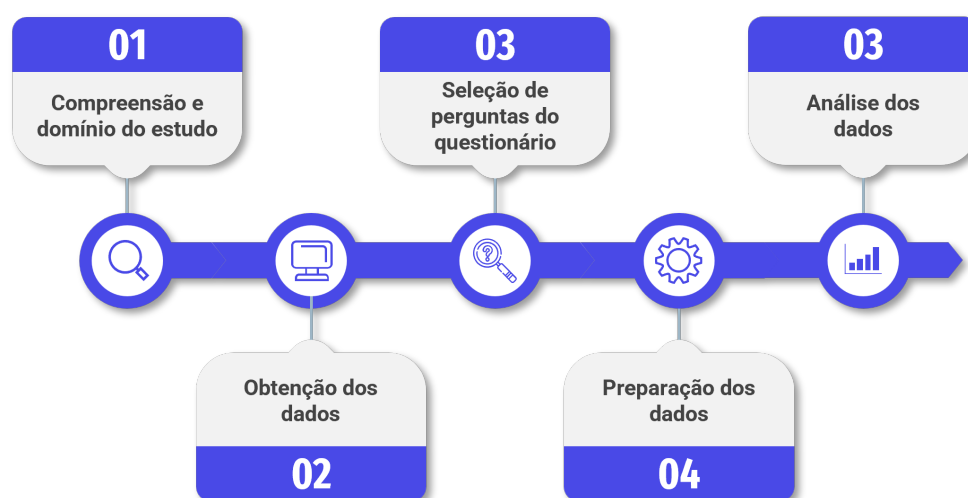 01
Compreensão e
domínio do estudo
Obtenção dos
dados
02
03
Seleção de
perguntas do
questionário
?
Preparação dos
dados
04
03
Análise dos
dados